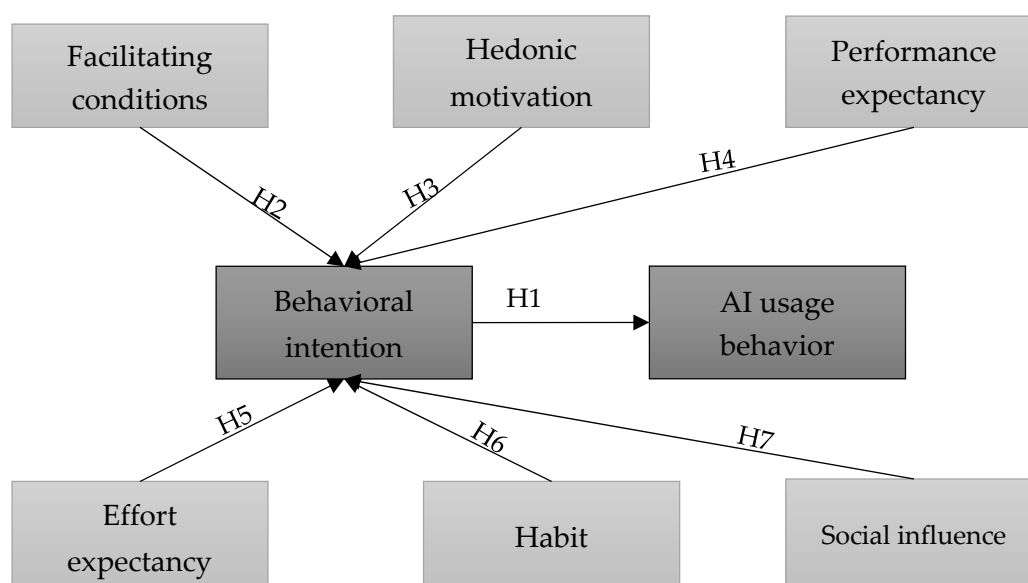 Facilitating
conditions
Hedonic
motivation
Performance
expectancy
H2
H3
H4
Behavioral
intention
H1
AI usage
behavior
H5
H6
H7
Effort
expectancy
Habit
Social influence